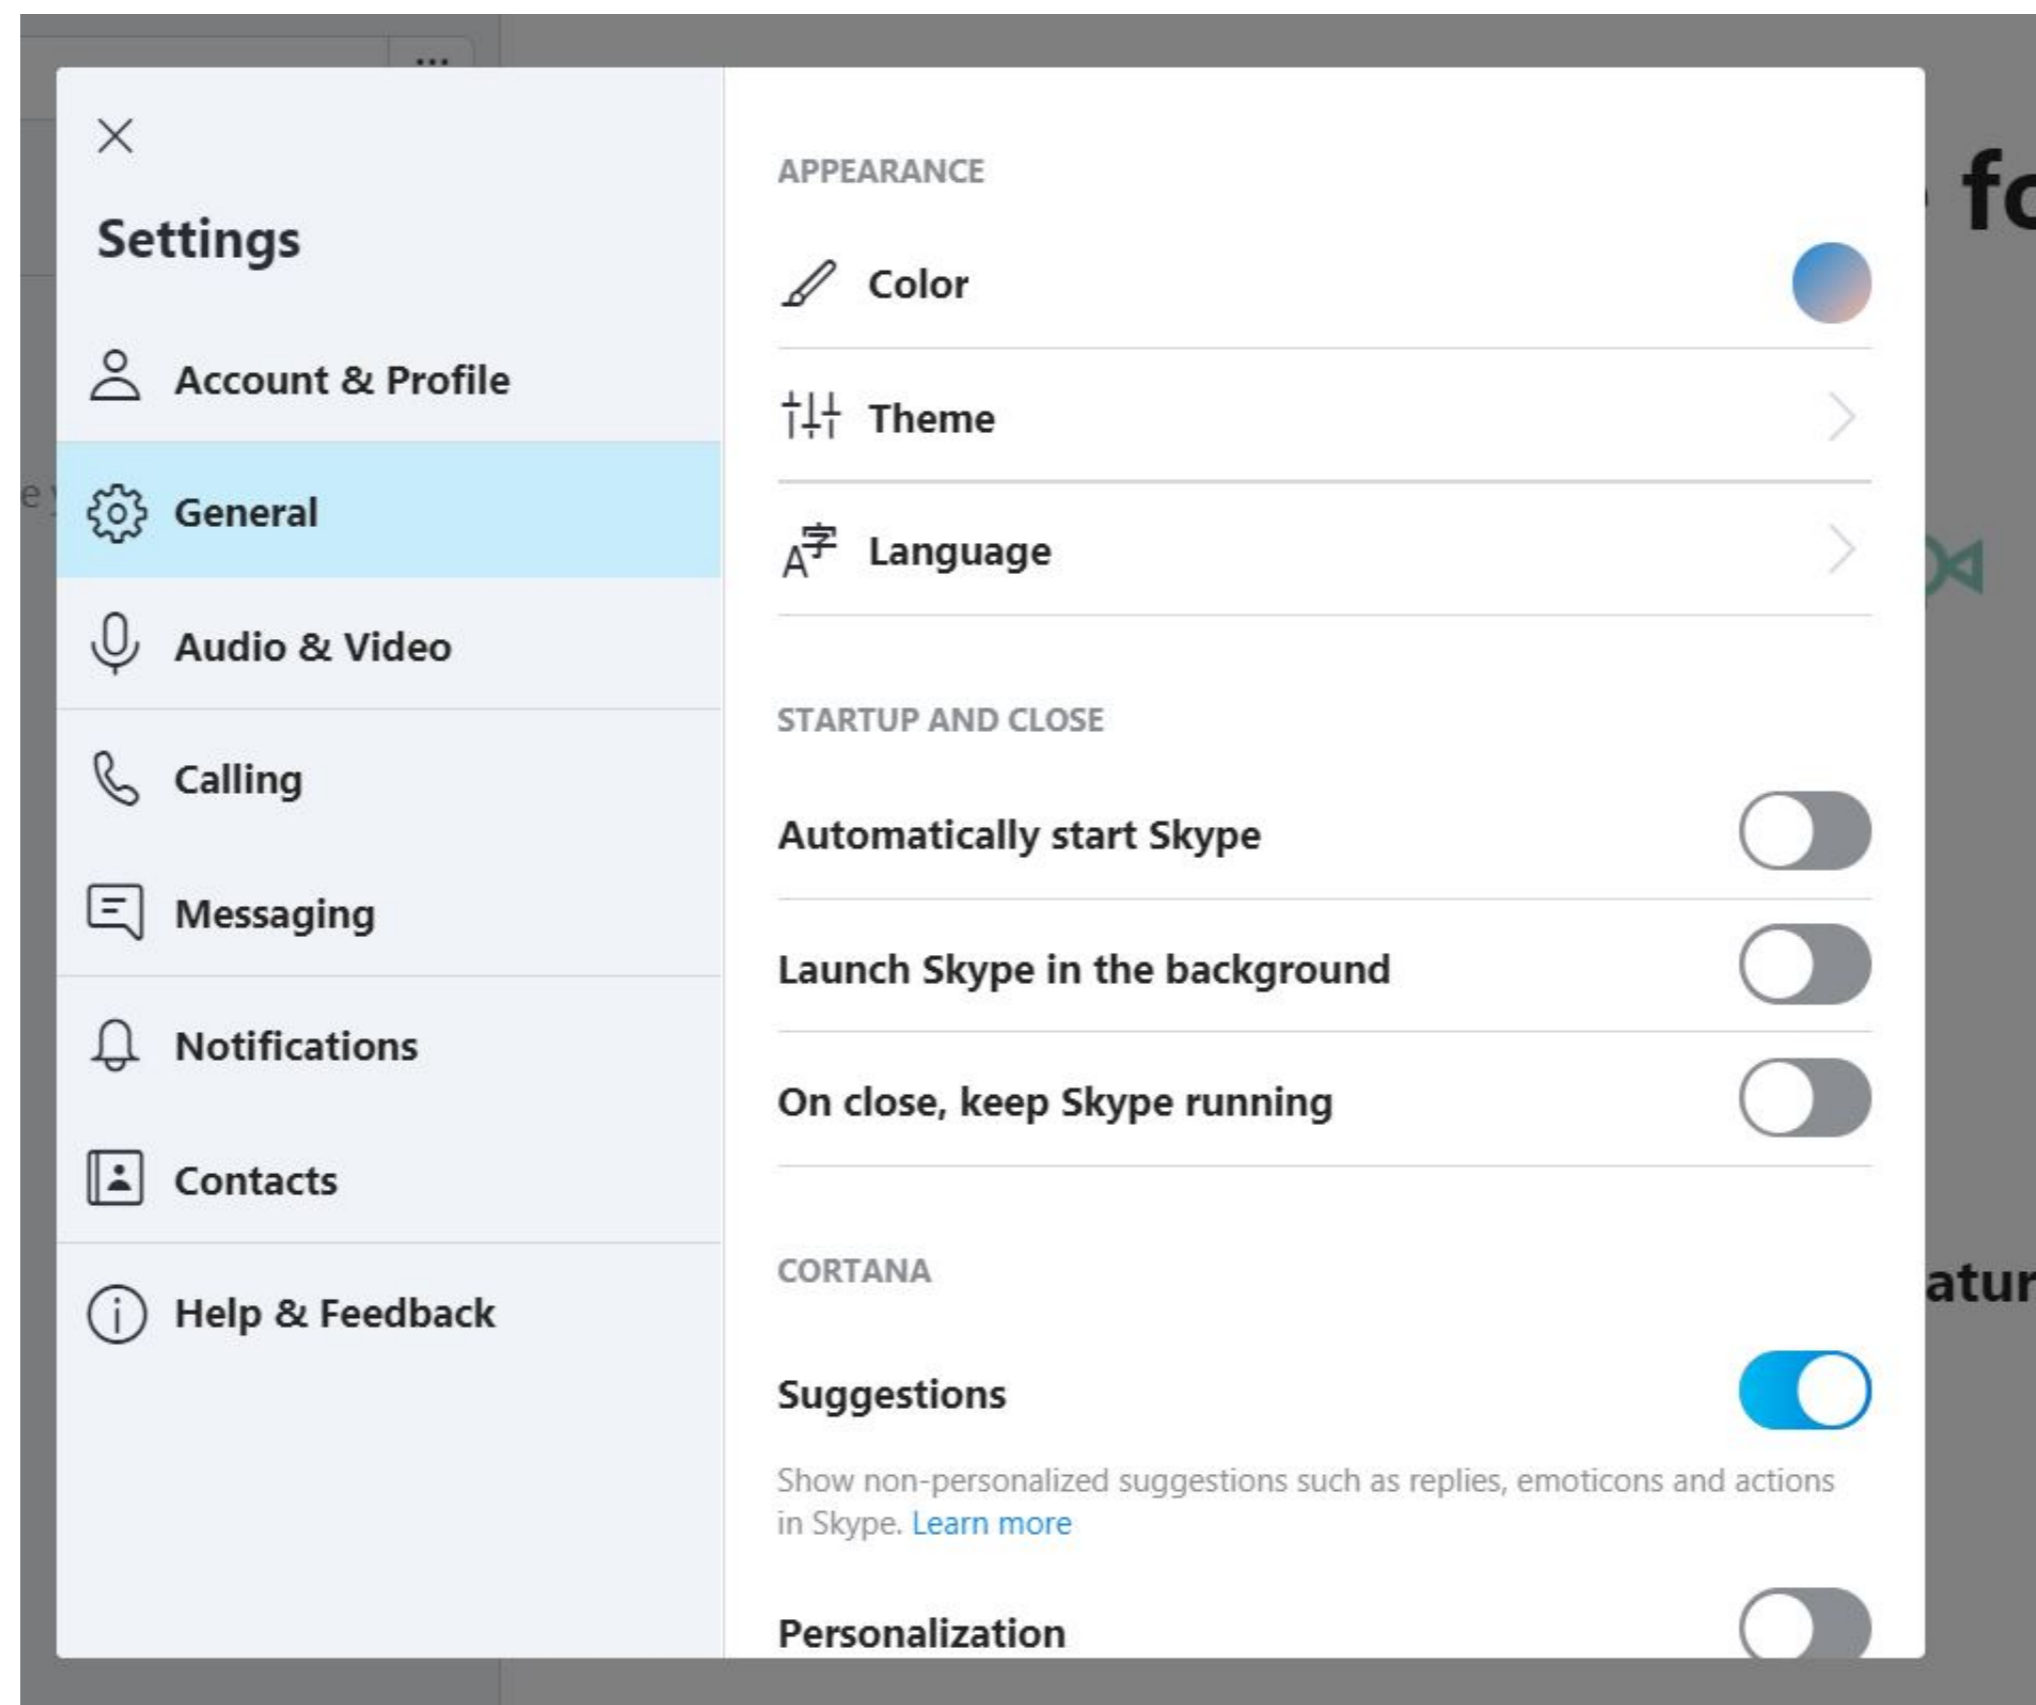 Settings
Account & Profile
General
Audio & Video
Calling
Messaging
Notifications
Contacts
Help & Feedback
APPEARANCE
Color
Theme
A字 Language
STARTUP AND CLOSE
Automatically start Skype
Launch Skype in the background
On close, keep Skype running
CORTANA
Suggestions
Show non-personalized suggestions such as replies, emoticons and actions
in Skype. Learn more
Personalization